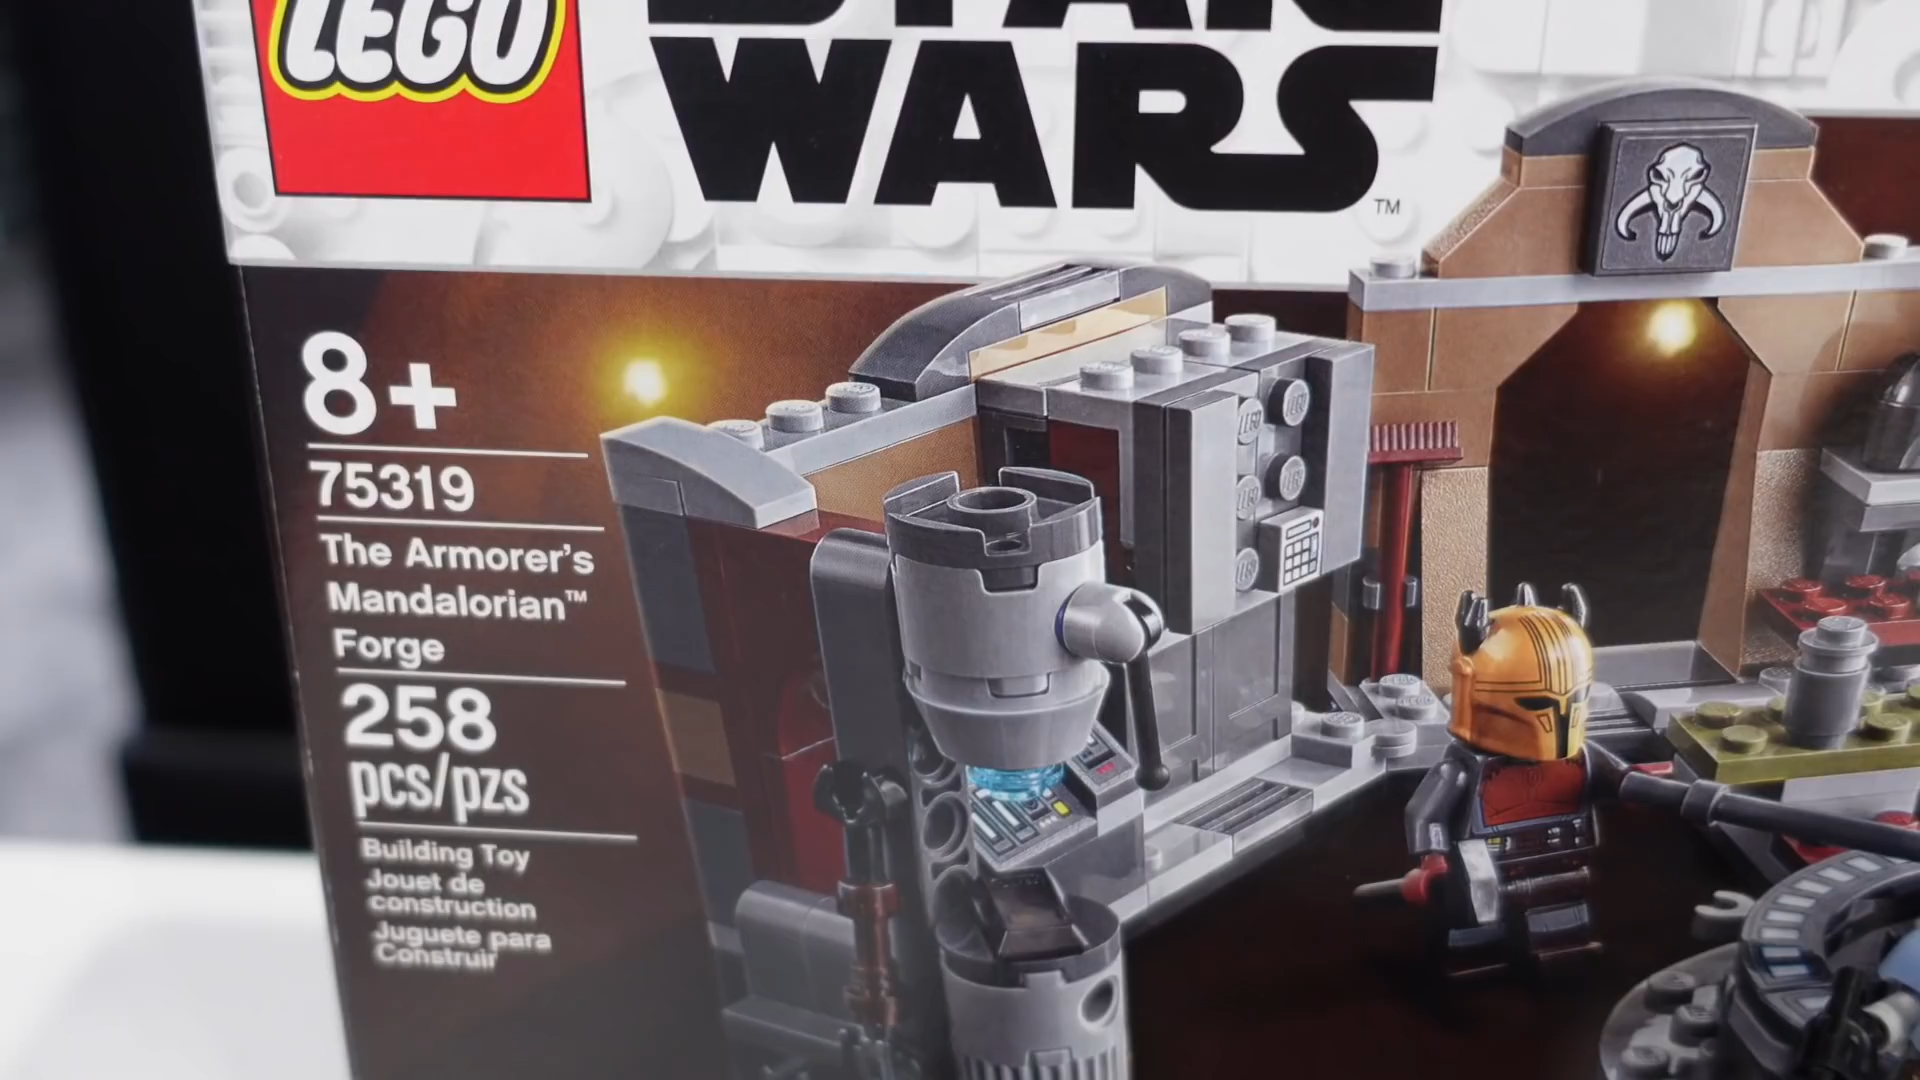 LEGO
STAR
WARS
™
8+
75319
The Armorer's
Mandalorian™
Forge
258
pcs/pzs
Building Toy
Jouet de
construction
Juguete para
Construir